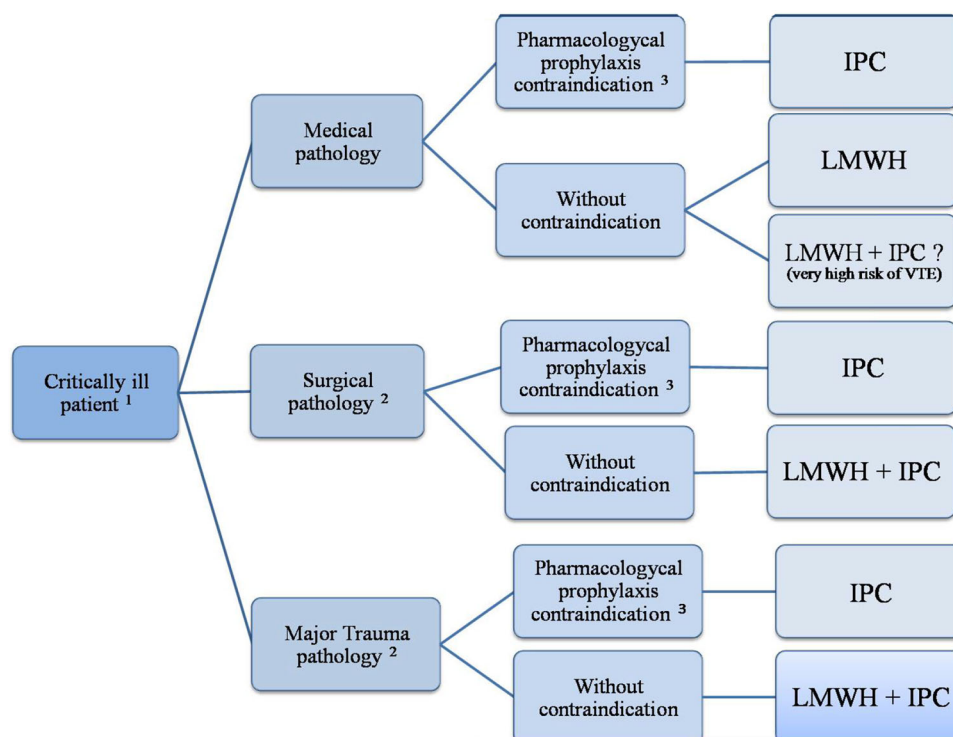 Critically ill
patient 1
Medical
pathology
Pharmacologycal
prophylaxis
contraindication 3
IPC
Without
contraindication
LMWH
LMWH + IPC ?
(very high risk of VTE)
Surgical
pathology 2
Pharmacologycal
prophylaxis
contraindication 3
IPC
Without
contraindication
LMWH + IPC
Major Trauma
pathology 2
Pharmacologycal
prophylaxis
contraindication 3
IPC
Without
contraindication
LMWH + IPC